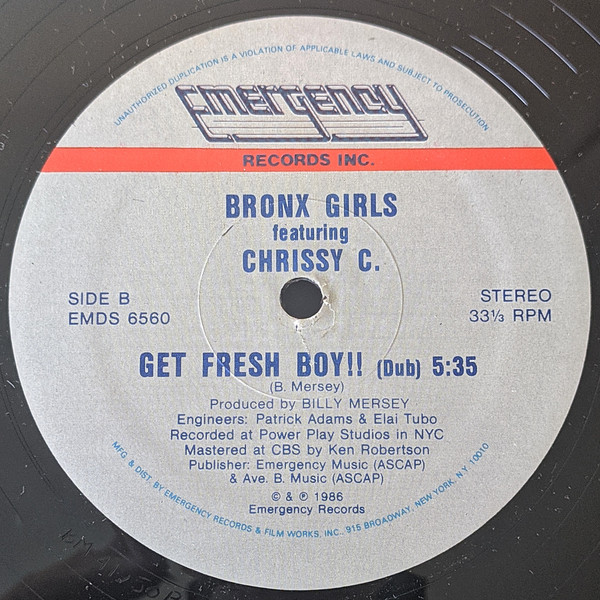 UNAUTHORIZED DUPLICATION IS A VIOLATION OF APPLICABLE LAWS AND SUBJECT TO PROSECUTION
EMERGENCY
RECORDS INC.
BRONX GIRLS
featuring
CHRISSY C.
SIDE B
EMDS 6560
STEREO
33⅓ RPM
GET FRESH BOY!! (Dub) 5:35
(B. Mersey)
Produced by BILLY MERSEY
Engineers: Patrick Adams & Elai Tubo
Recorded at Power Play Studios in NYC
Mastered at CBS by Ken Robertson
Publisher: Emergency Music (ASCAP)
& Ave. B. Music (ASCAP)
© & ℗ 1986
Emergency Records
MFG. & DIST. BY EMERGENCY RECORDS & FILM WORKS, INC., 915 BROADWAY, NEW YORK, N.Y. 10010